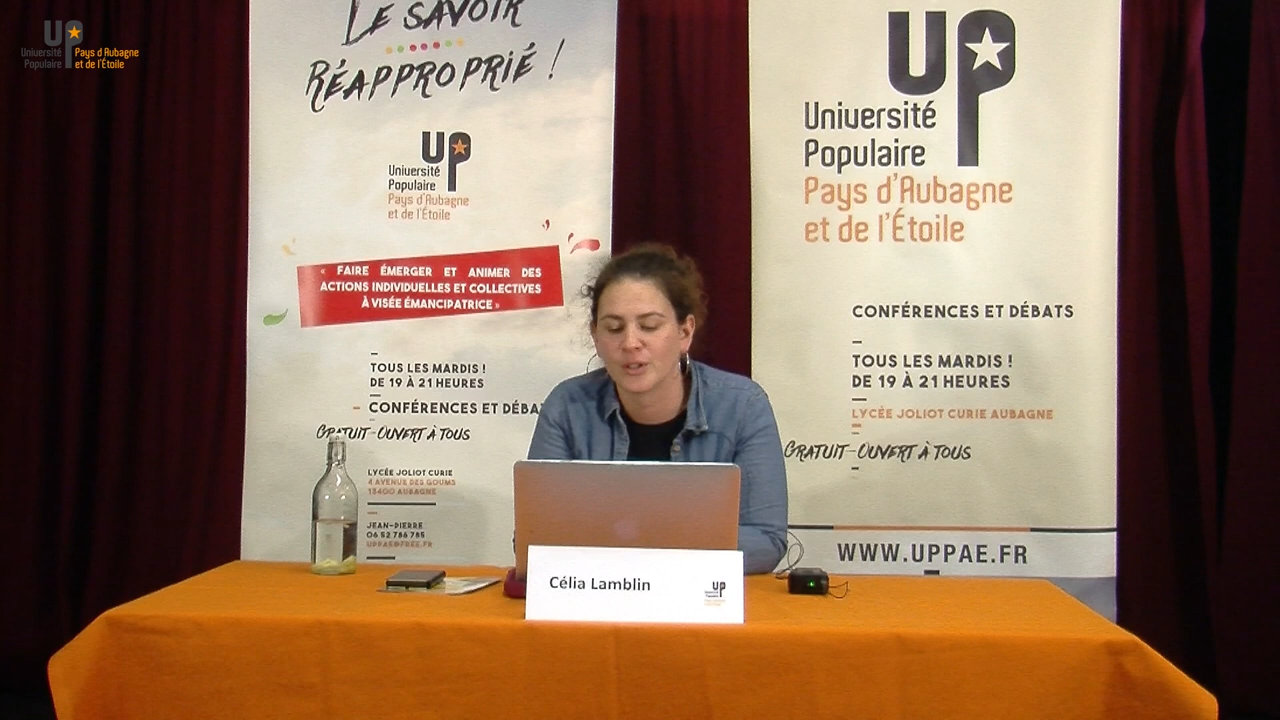 UP
Université
Populaire
Pays d'Aubagne
et de l'Étoile
LE SAVOIR
RÉAPPROPRIÉ !
UP
Université
Populaire
Pays d'Aubagne
et de l'Étoile
« FAIRE ÉMERGER ET ANIMER DES
ACTIONS INDIVIDUELLES ET COLLECTIVES
À VISÉE ÉMANCIPATRICE »
TOUS LES MARDIS !
DE 19 À 21 HEURES
CONFÉRENCES ET DÉBA
GRATUIT-OUVERT À TOUS
LYCÉE JOLIOT CURIE
4 AVENUE DES GOUMS
13400 AUBAGNE
JEAN-PIERRE
06 52 786 785
UPPAE@FREE.FR
UP
Université
Populaire
Pays d'Aubagne
et de l'Étoile
CONFÉRENCES ET DÉBATS
TOUS LES MARDIS !
DE 19 À 21 HEURES
LYCÉE JOLIOT CURIE AUBAGNE
GRATUIT-OUVERT À TOUS
WWW.UPPAE.FR
Célia Lamblin
UP